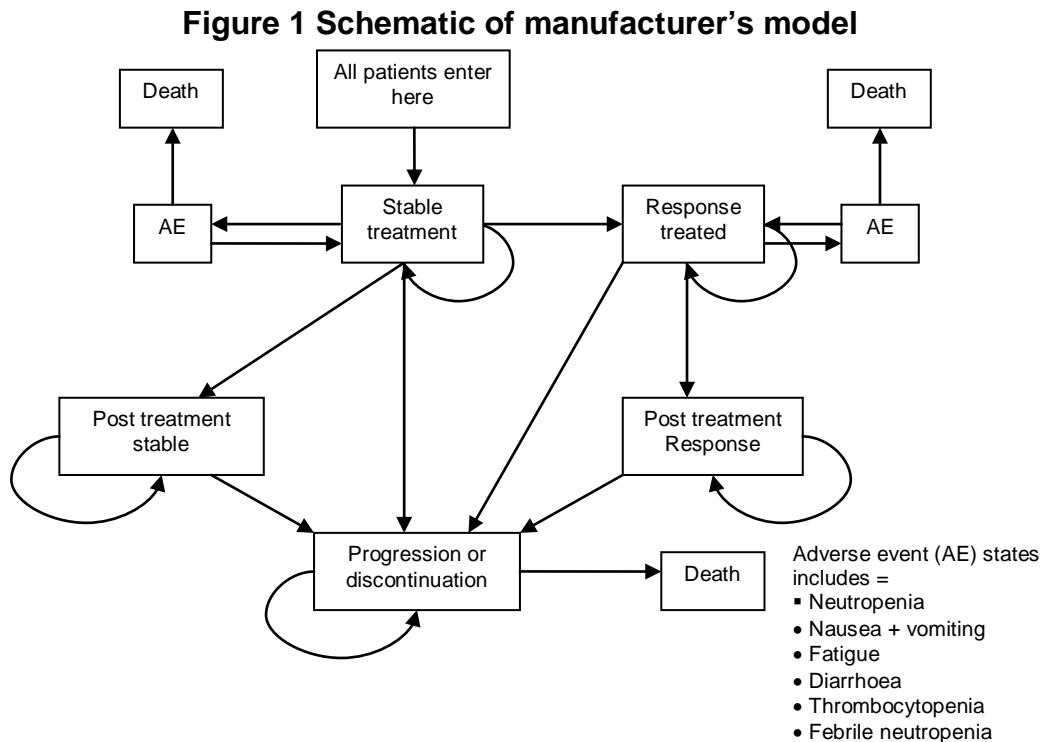 Figure 1 Schematic of manufacturer's model
Death
All patients enter
here
Death
AE
Stable
treatment
Response
treated
AE
Post treatment
stable
Post treatment
Response
Progression or
discontinuation
Death
Adverse event (AE) states
includes =
▪ Neutropenia
• Nausea + vomiting
• Fatigue
• Diarrhoea
• Thrombocytopenia
• Febrile neutropenia